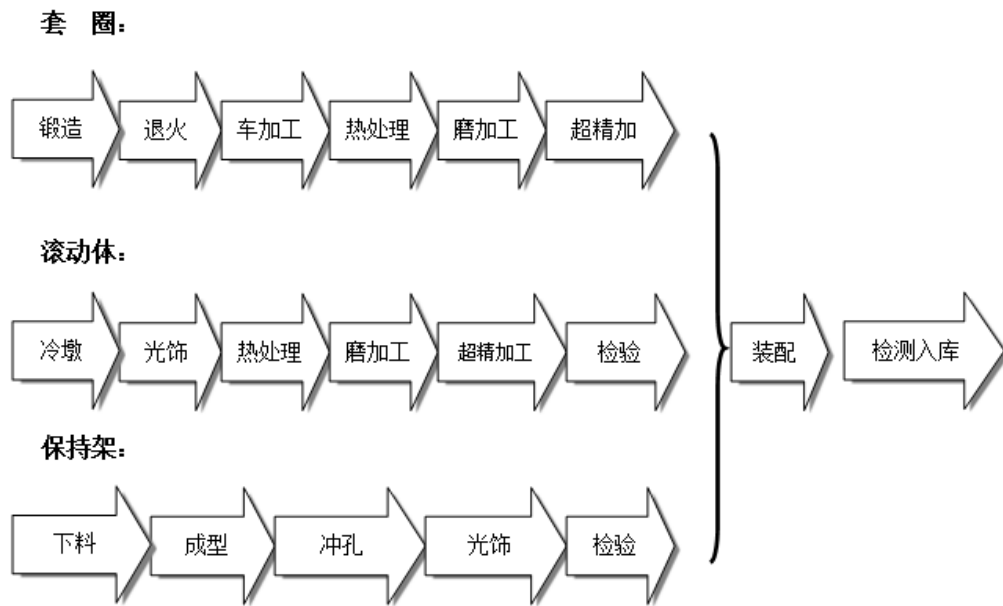 套 圈：
锻造 退火 车加工 热处理 磨加工 超精加
滚动体：
冷墩 光饰 热处理 磨加工 超精加工 检验 装配 检测入库
保持架：
下料 成型 冲孔 光饰 检验